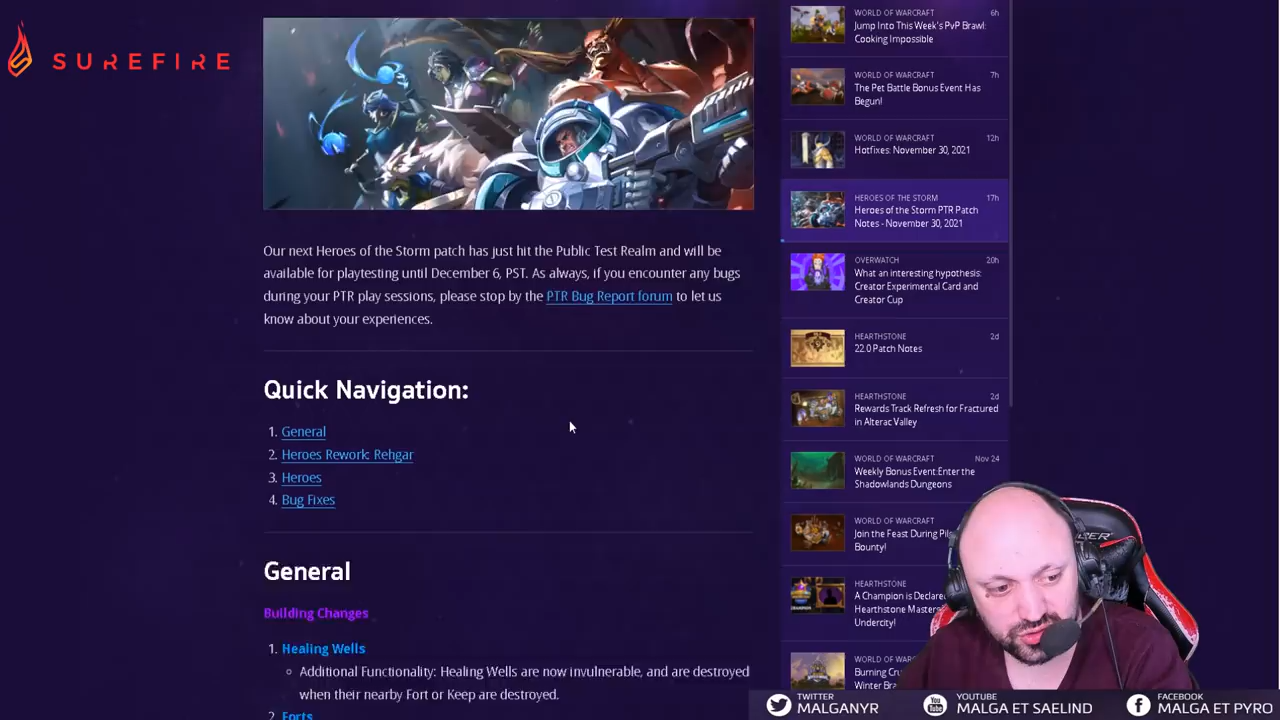 SUREFIRE
Our next Heroes of the Storm patch has just hit the Public Test Realm and will be
available for playtesting until December 6, PST. As always, if you encounter any bugs
during your PTR play sessions, please stop by the PTR Bug Report forum to let us
know about your experiences.
Quick Navigation:
1. General
2. Heroes Rework: Rehgar
3. Heroes
4. Bug Fixes
General
Building Changes
1. Healing Wells
Additional Functionality: Healing Wells are now invulnerable, and are destroyed
when their nearby Fort or Keep are destroyed.
2. Forts
WORLD OF WARCRAFT 6h
Jump Into This Week's PvP Brawl:
Cooking Impossible
WORLD OF WARCRAFT 7h
The Pet Battle Bonus Event Has
Begun!
WORLD OF WARCRAFT 12h
Hotfixes: November 30, 2021
HEROES OF THE STORM 17h
Heroes of the Storm PTR Patch
Notes - November 30, 2021
OVERWATCH 20h
What an interesting hypothesis:
Creator Experimental Card and
Creator Cup
HEARTHSTONE 2d
22.0 Patch Notes
HEARTHSTONE 2d
Rewards Track Refresh for Fractured
in Alterac Valley
WORLD OF WARCRAFT Nov 24
Weekly Bonus Event:Enter the
Shadowlands Dungeons
WORLD OF WARCRAFT
Join the Feast During
Bounty!
HEARTHSTONE
A Champion is
Hearthstone
Undercity!
WORLD OF
Burning
Winter
TWITTER
MALGANYR
YOUTUBE
MALGA ET SAELIND
FACEBOOK
MALGA ET PYRO